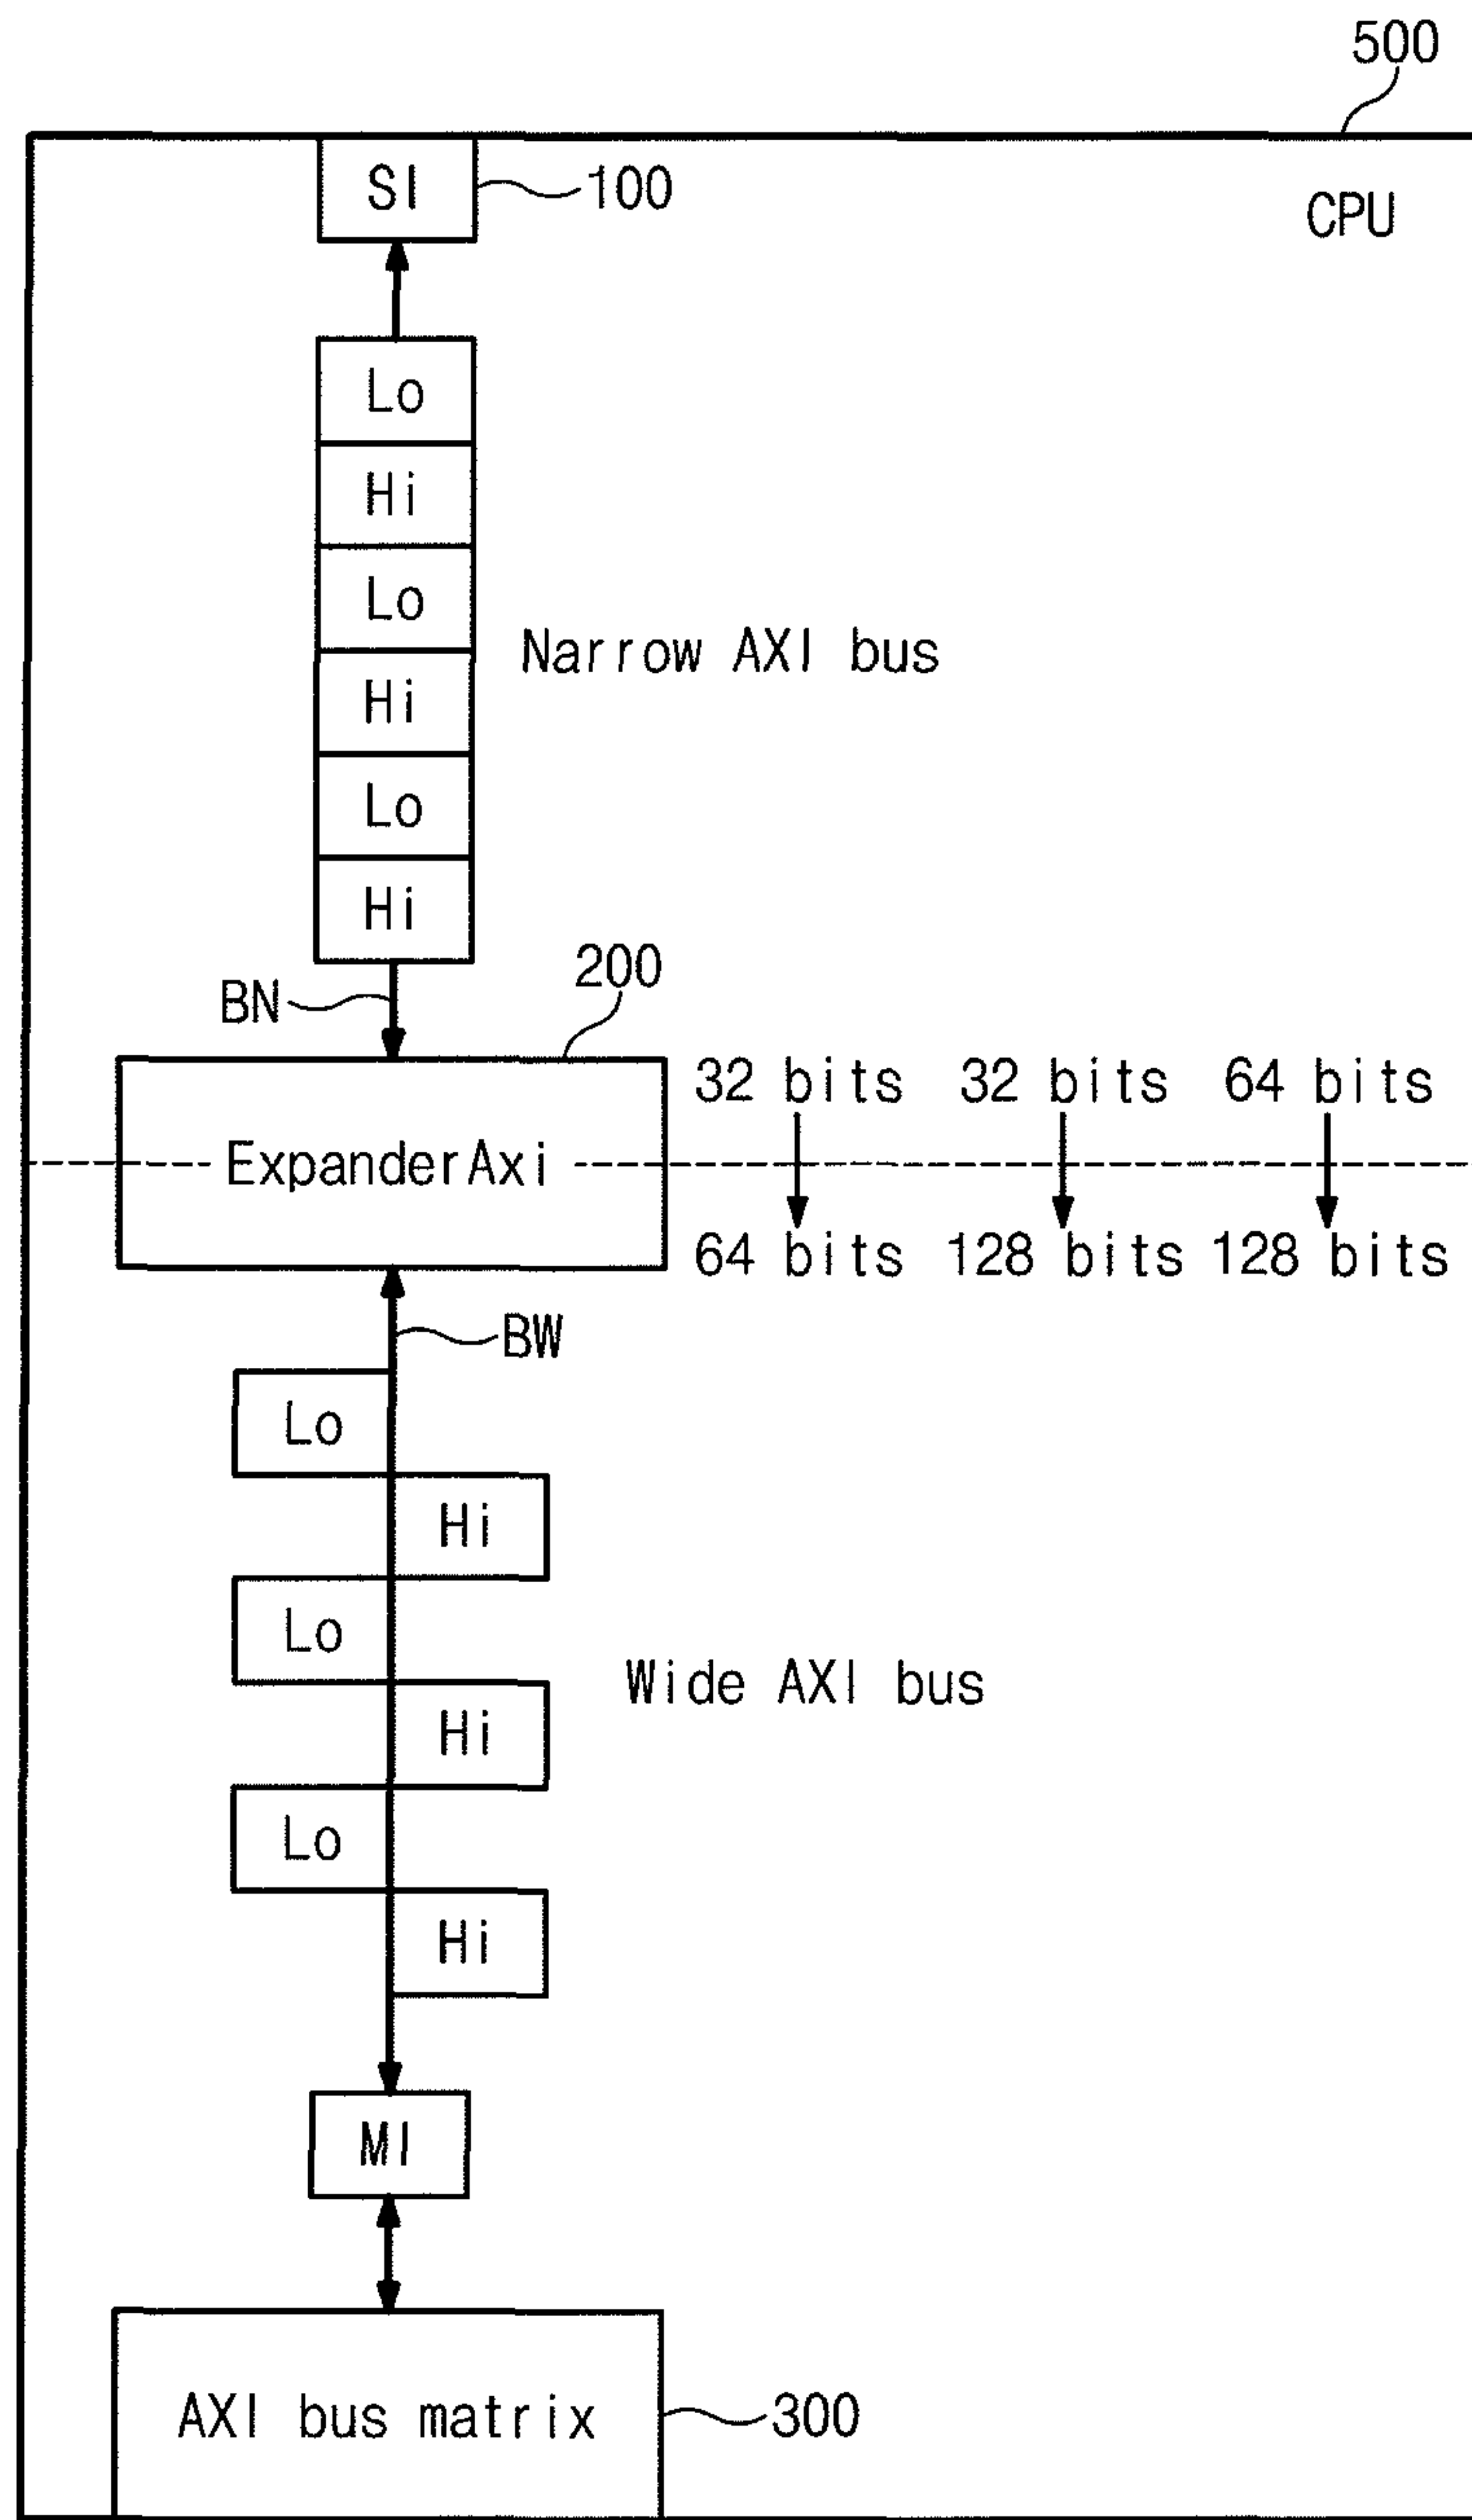 500
SI
100
CPU
Lo
Hi
Lo
Narrow AXI bus
Hi
Lo
Hi
BN
200
32 bits 32 bits 64 bits
ExpanderAxi
64 bits 128 bits 128 bits
BW
Lo
Hi
Lo
Wide AXI bus
Hi
Lo
Hi
MI
AXI bus matrix
300